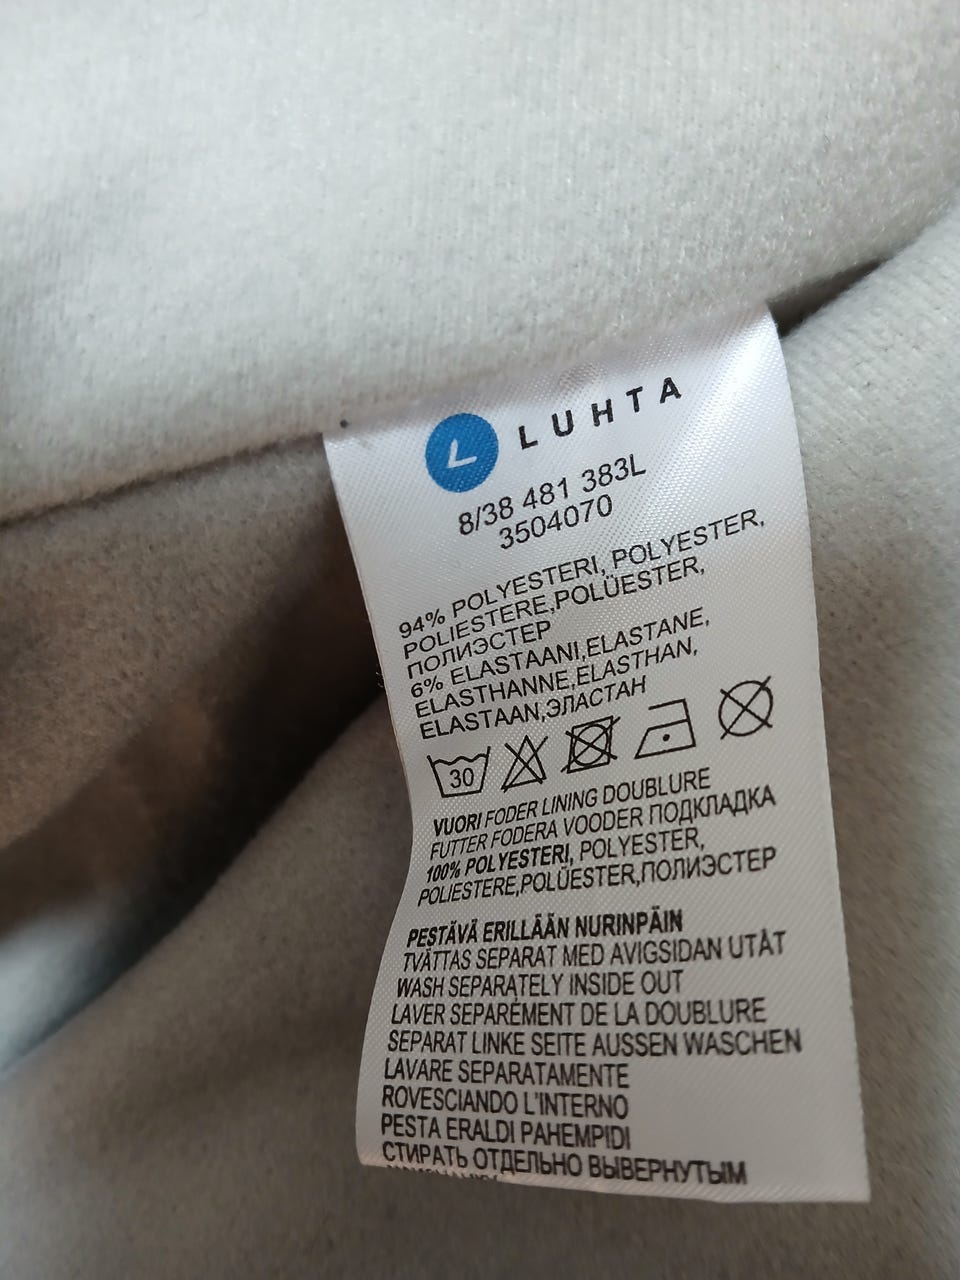 L LUHTA
8/38 481 383L
3504070
94% POLYESTERI, POLYESTER,
POLIESTERE,POLÜESTER,
ПОЛИЭСТЕР
6% ELASTAANI,ELASTANE,
ELASTHANNE,ELASTHAN,
ELASTAAN,ЭЛАСТАН
30
VUORI FODER LINING DOUBLURE
FUTTER FODERA VOODER ПОДКЛАДКА
100% POLYESTERI, POLYESTER,
POLIESTERE,POLÜESTER,ПОЛИЭСТЕР
PESTÄVÄ ERILLÄÄN NURINPÄIN
TVÄTTAS SEPARAT MED AVIGSIDAN UTÅT
WASH SEPARATELY INSIDE OUT
LAVER SEPARÉMENT DE LA DOUBLURE
SEPARAT LINKE SEITE AUSSEN WASCHEN
LAVARE SEPARATAMENTE
ROVESCIANDO L'INTERNO
PESTA ERALDI PAHEMPIDI
СТИРАТЬ ОТДЕЛЬНО ВЫВЕРНУТЫМ